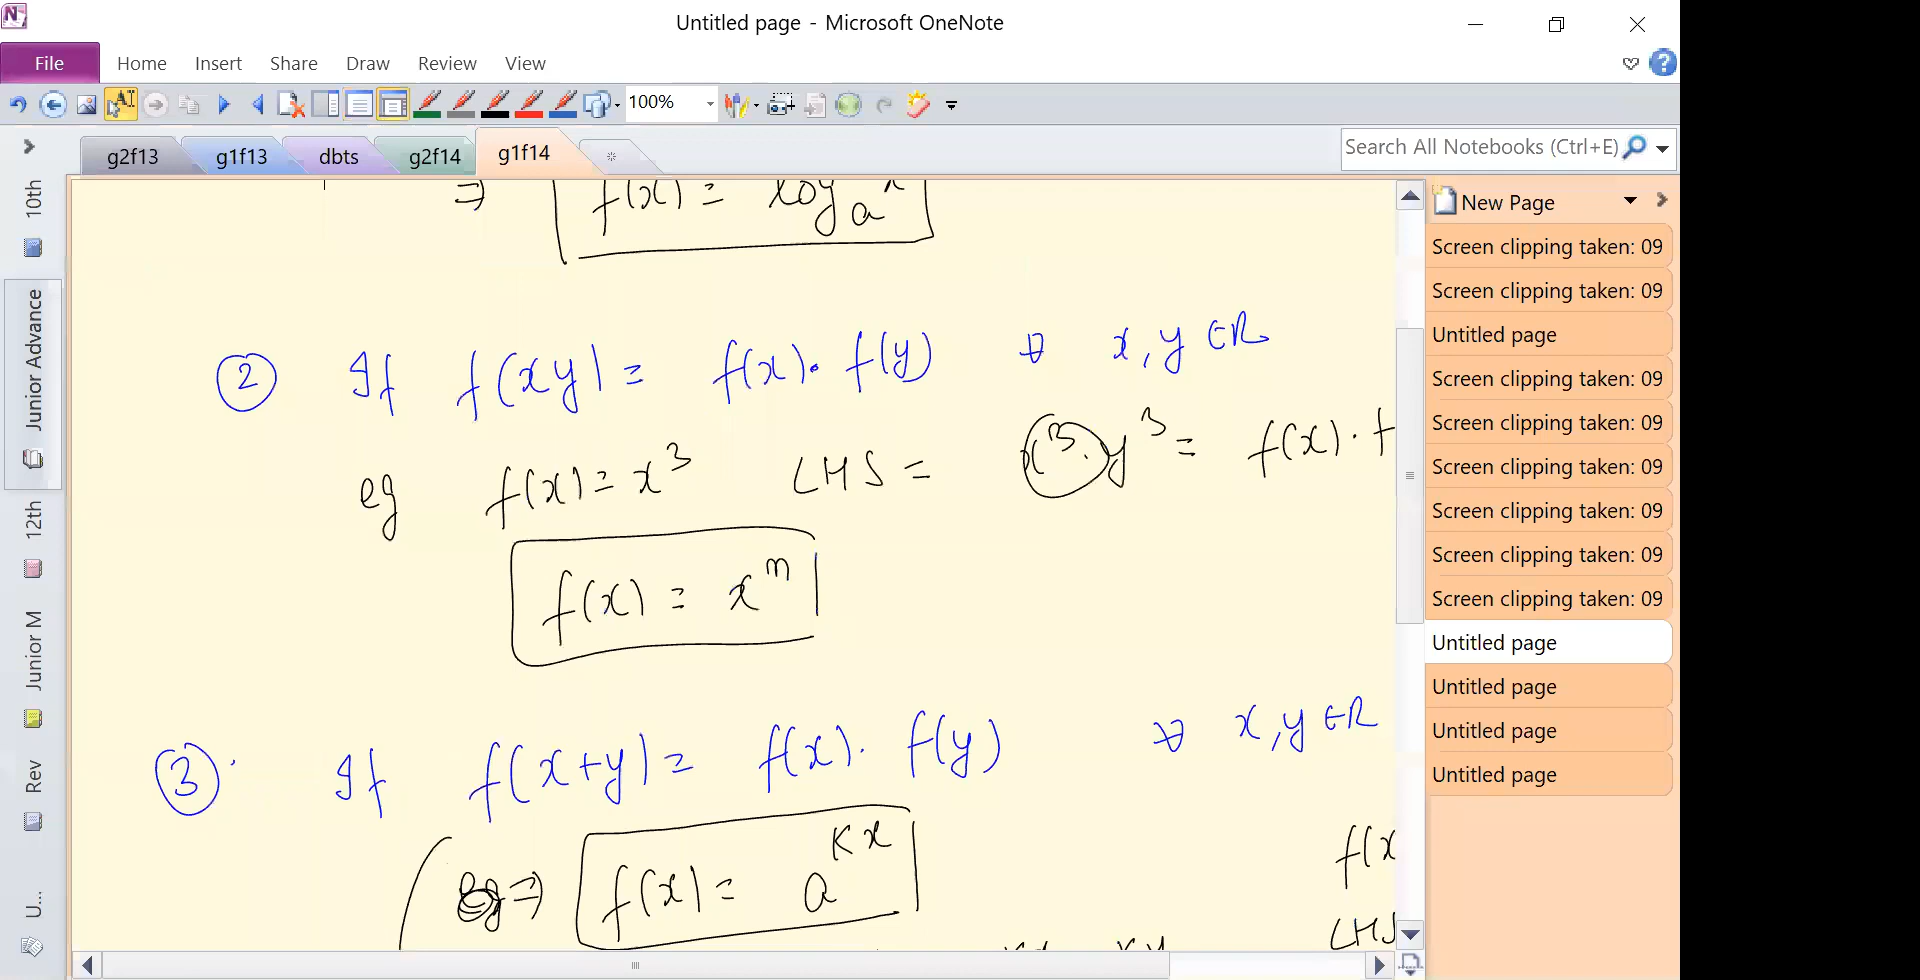 Untitled page - Microsoft OneNote
File Home Insert Share Draw Review View
100%
g2f13 g1f13 dbts g2f14 g1f14
Search All Notebooks (Ctrl+E)
10th
Junior Advance
12th
Junior M
Rev
U...
⇒ f(x) = log_a x
② If f(xy) = f(x)· f(y) ∀ x, y ∈ R
eg f(x) = x³ LHS = x³·y³ = f(x)· f
f(x) = xⁿ
③ If f(x+y) = f(x)· f(y) ∀ x, y ∈ R
eg ⇒ f(x) = a^(Kx)
f(x
LHS
New Page
Screen clipping taken: 09
Screen clipping taken: 09
Untitled page
Screen clipping taken: 09
Screen clipping taken: 09
Screen clipping taken: 09
Screen clipping taken: 09
Screen clipping taken: 09
Screen clipping taken: 09
Untitled page
Untitled page
Untitled page
Untitled page